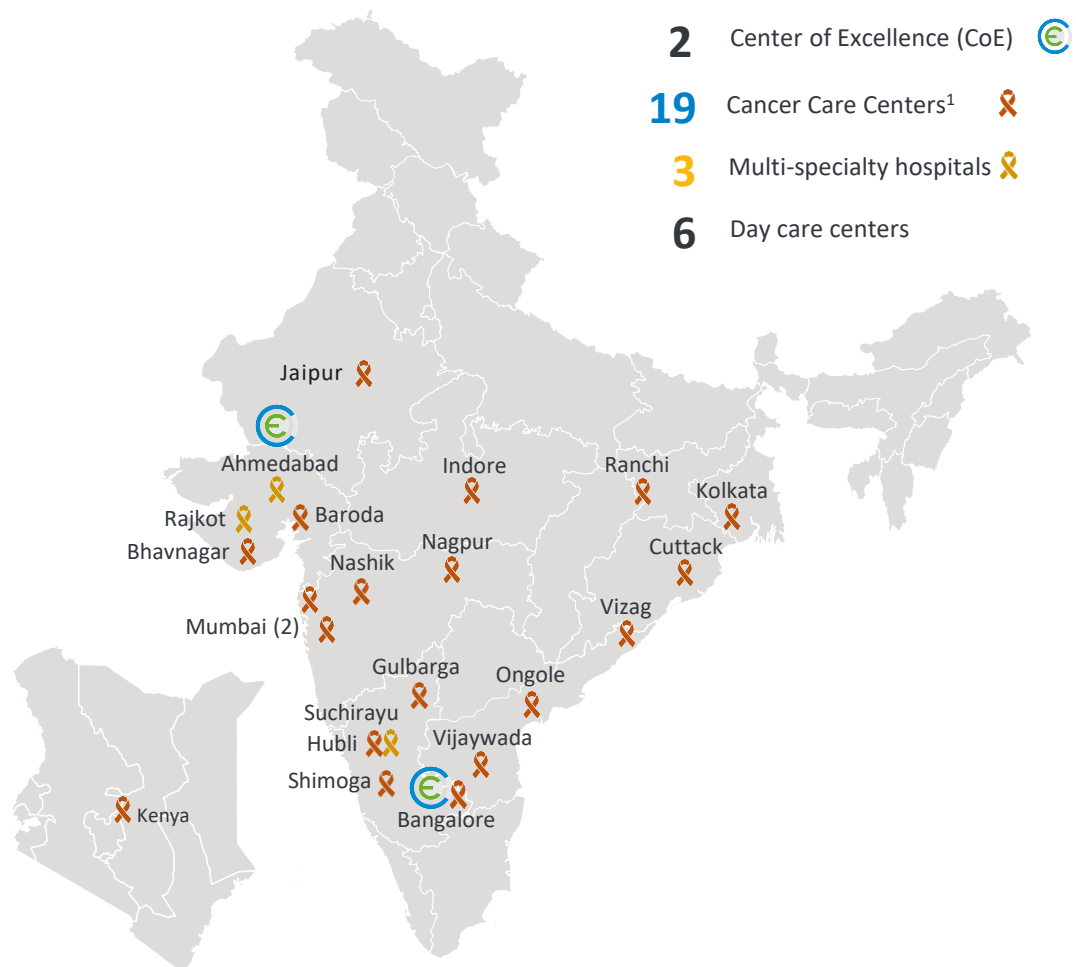 2 Center of Excellence (CoE)
19 Cancer Care Centers¹
3 Multi-specialty hospitals
6 Day care centers
Jaipur
Ahmedabad
Indore
Ranchi
Kolkata
Rajkot
Baroda
Bhavnagar
Nagpur
Cuttack
Nashik
Vizag
Mumbai (2)
Gulbarga
Ongole
Suchirayu
Hubli
Vijaywada
Shimoga
Bangalore
Kenya